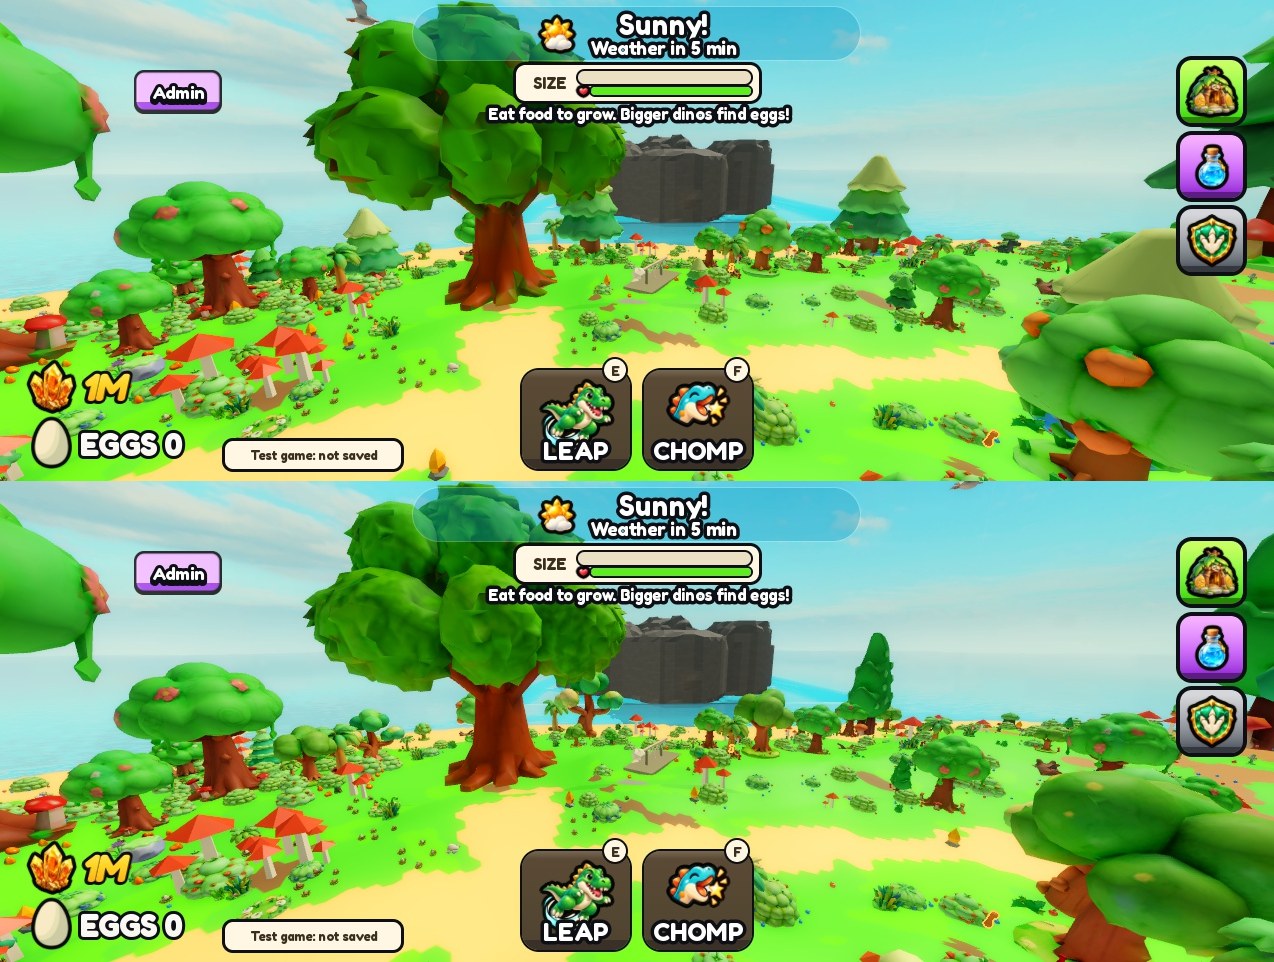 Sunny!
Weather in 5 min
SIZE
Eat food to grow. Bigger dinos find eggs!
Admin
1M
EGGS 0
Test game: not saved
E
LEAP
F
CHOMP
Sunny!
Weather in 5 min
SIZE
Eat food to grow. Bigger dinos find eggs!
Admin
1M
EGGS 0
Test game: not saved
E
LEAP
F
CHOMP